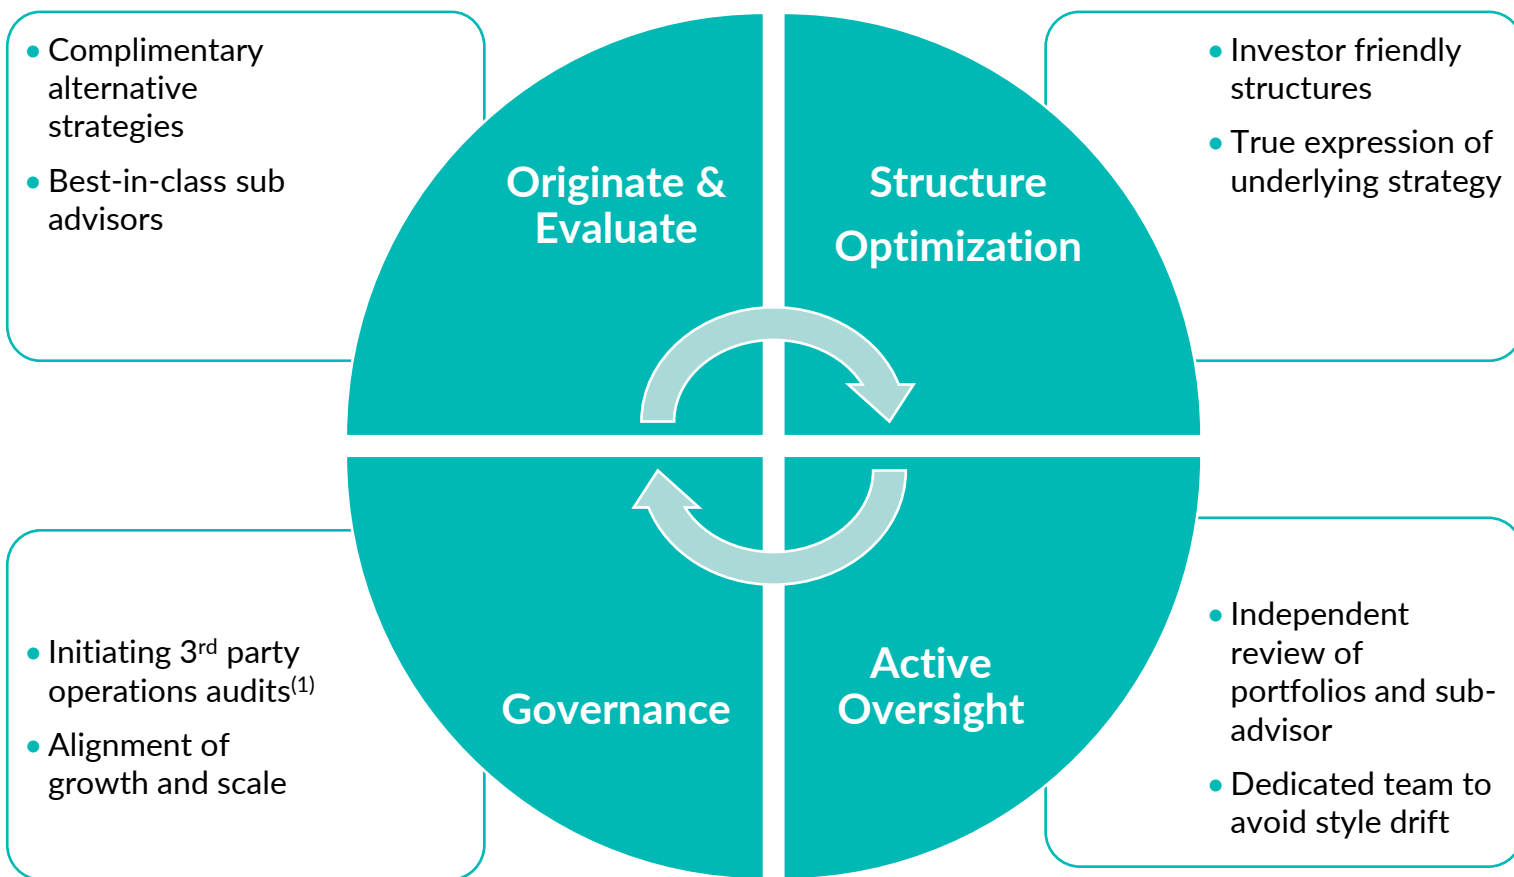 • Complimentary
alternative
strategies
• Best-in-class sub
advisors
Originate &
Evaluate
Structure
Optimization
• Investor friendly
structures
• True expression of
underlying strategy
• Initiating 3rd party
operations audits(1)
• Alignment of
growth and scale
Governance
Active
Oversight
• Independent
review of
portfolios and sub-
advisor
• Dedicated team to
avoid style drift